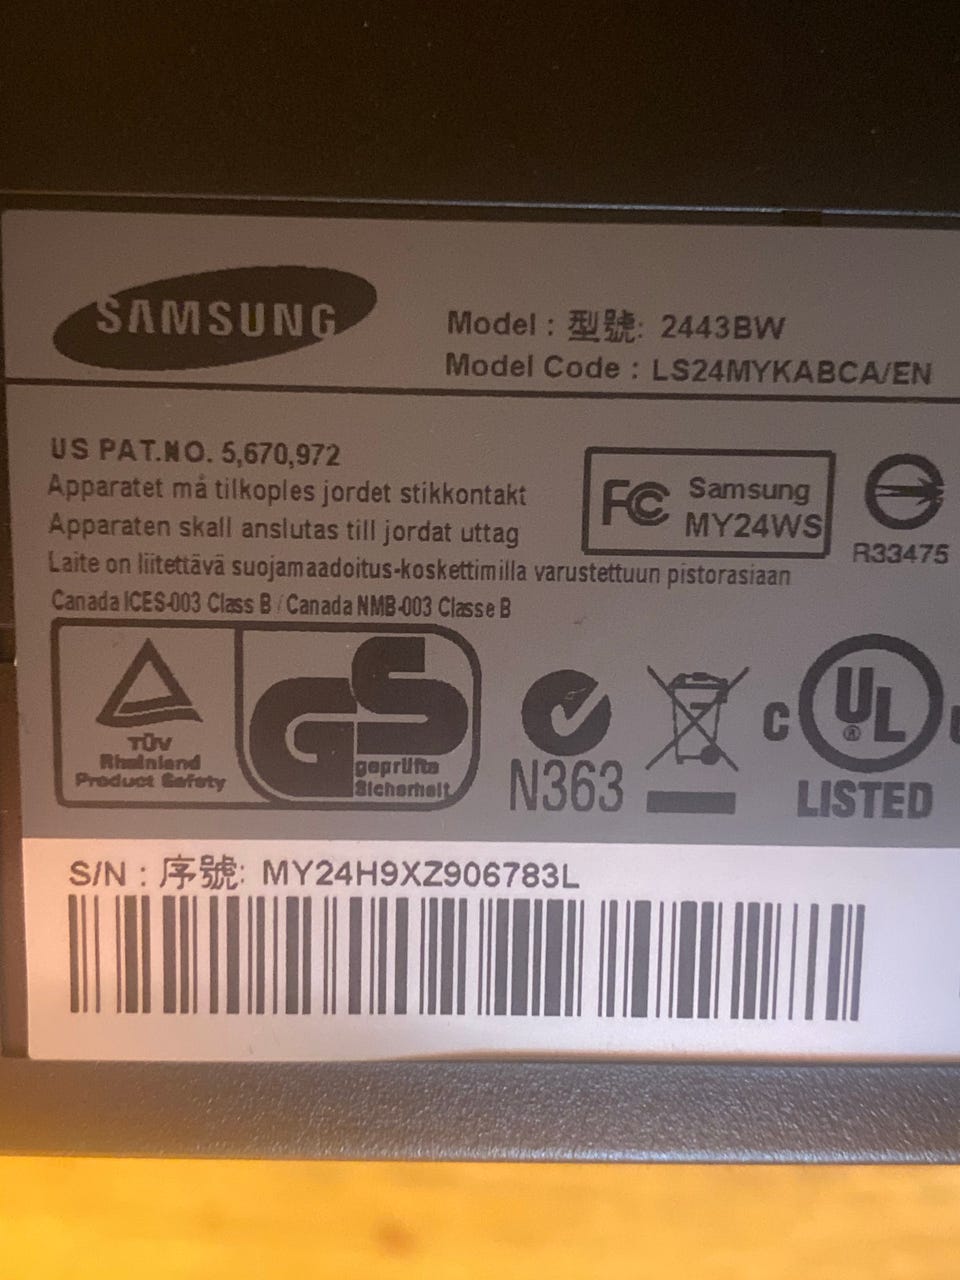 SAMSUNG
Model : 型號: 2443BW
Model Code : LS24MYKABCA/EN
US PAT.NO. 5,670,972
Apparatet må tilkoples jordet stikkontakt
Apparaten skall anslutas till jordat uttag
Laite on liitettävä suojamaadoitus-koskettimilla varustettuun pistorasiaan
Canada ICES-003 Class B / Canada NMB-003 Classe B
FC Samsung
MY24WS
R33475
TÜV
Rheinland
Product Safety
GS
geprüfte
Sicherheit
N363
C UL ®
LISTED
S/N : 序號: MY24H9XZ906783L